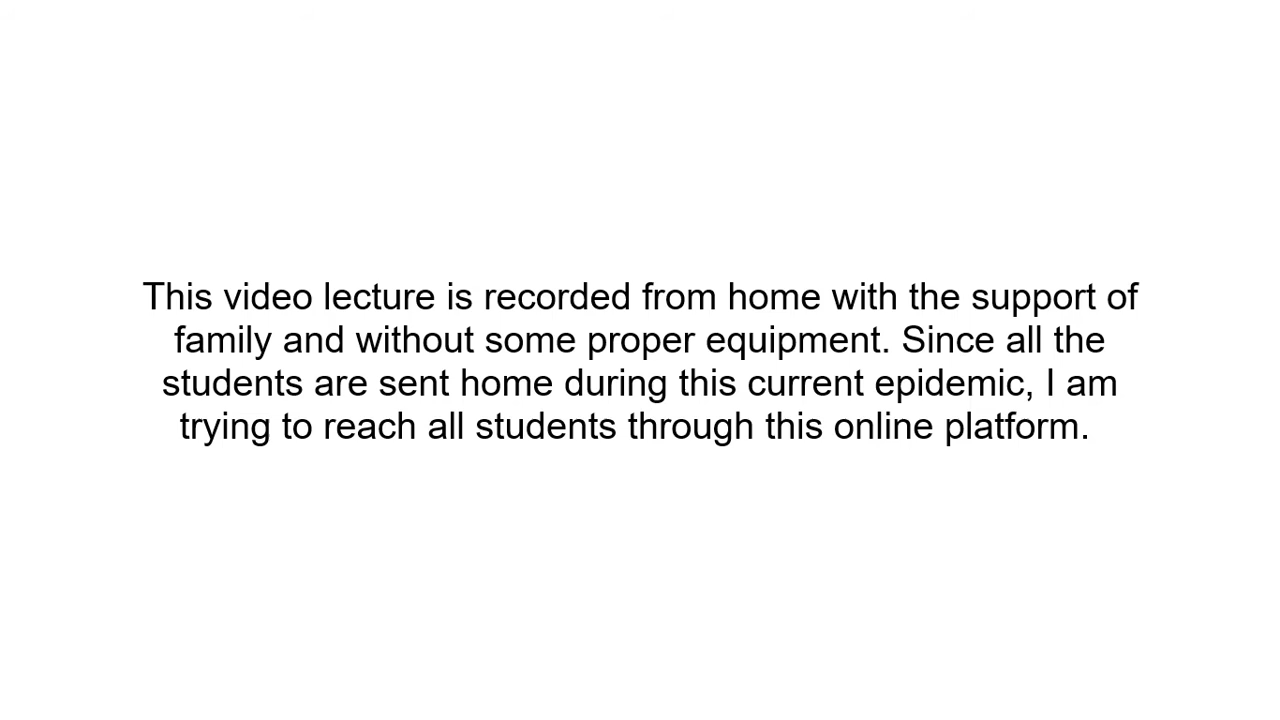 This video lecture is recorded from home with the support of
family and without some proper equipment. Since all the
students are sent home during this current epidemic, I am
trying to reach all students through this online platform.